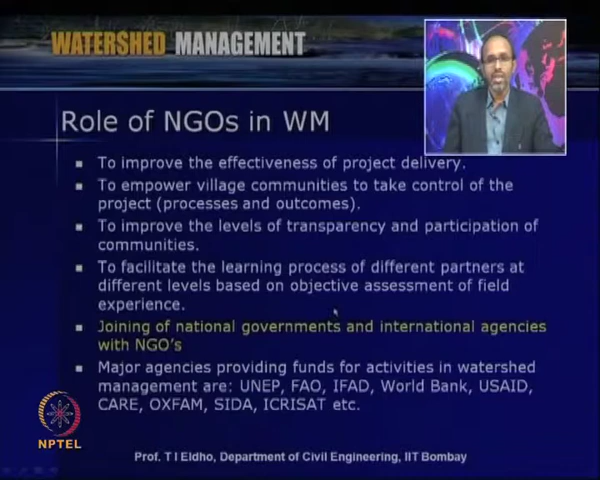 WATERSHED MANAGEMENT
Role of NGOs in WM
To improve the effectiveness of project delivery.
To empower village communities to take control of the
project (processes and outcomes).
To improve the levels of transparency and participation of
communities.
To facilitate the learning process of different partners at
different levels based on objective assessment of field
experience.
Joining of national governments and international agencies
with NGO's
Major agencies providing funds for activities in watershed
management are: UNEP, FAO, IFAD, World Bank, USAID,
CARE, OXFAM, SIDA, ICRISAT etc.
NPTEL
Prof. T I Eldho, Department of Civil Engineering, IIT Bombay